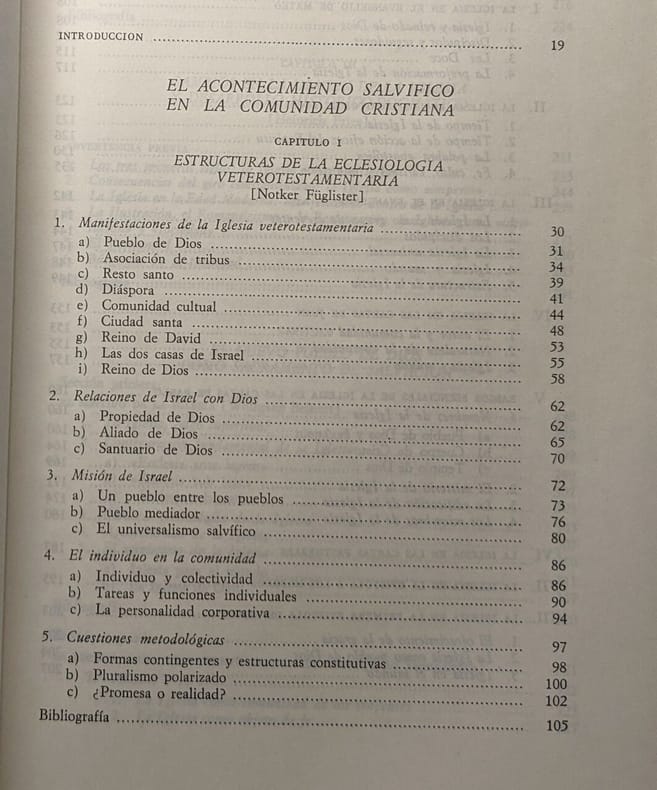 INTRODUCCION ........ 19
EL ACONTECIMIENTO SALVIFICO
EN LA COMUNIDAD CRISTIANA
CAPITULO I
ESTRUCTURAS DE LA ECLESIOLOGIA
VETEROTESTAMENTARIA
[Notker Füglister]
1. Manifestaciones de la Iglesia veterotestamentaria ........ 30
a) Pueblo de Dios ........ 31
b) Asociación de tribus ........ 34
c) Resto santo ........ 39
d) Diáspora ........ 41
e) Comunidad cultual ........ 44
f) Ciudad santa ........ 48
g) Reino de David ........ 53
h) Las dos casas de Israel ........ 55
i) Reino de Dios ........ 58
2. Relaciones de Israel con Dios ........ 62
a) Propiedad de Dios ........ 62
b) Aliado de Dios ........ 65
c) Santuario de Dios ........ 70
3. Misión de Israel ........ 72
a) Un pueblo entre los pueblos ........ 73
b) Pueblo mediador ........ 76
c) El universalismo salvífico ........ 80
4. El individuo en la comunidad ........ 86
a) Individuo y colectividad ........ 86
b) Tareas y funciones individuales ........ 90
c) La personalidad corporativa ........ 94
5. Cuestiones metodológicas ........ 97
a) Formas contingentes y estructuras constitutivas ........ 98
b) Pluralismo polarizado ........ 100
c) ¿Promesa o realidad? ........ 102
Bibliografía ........ 105